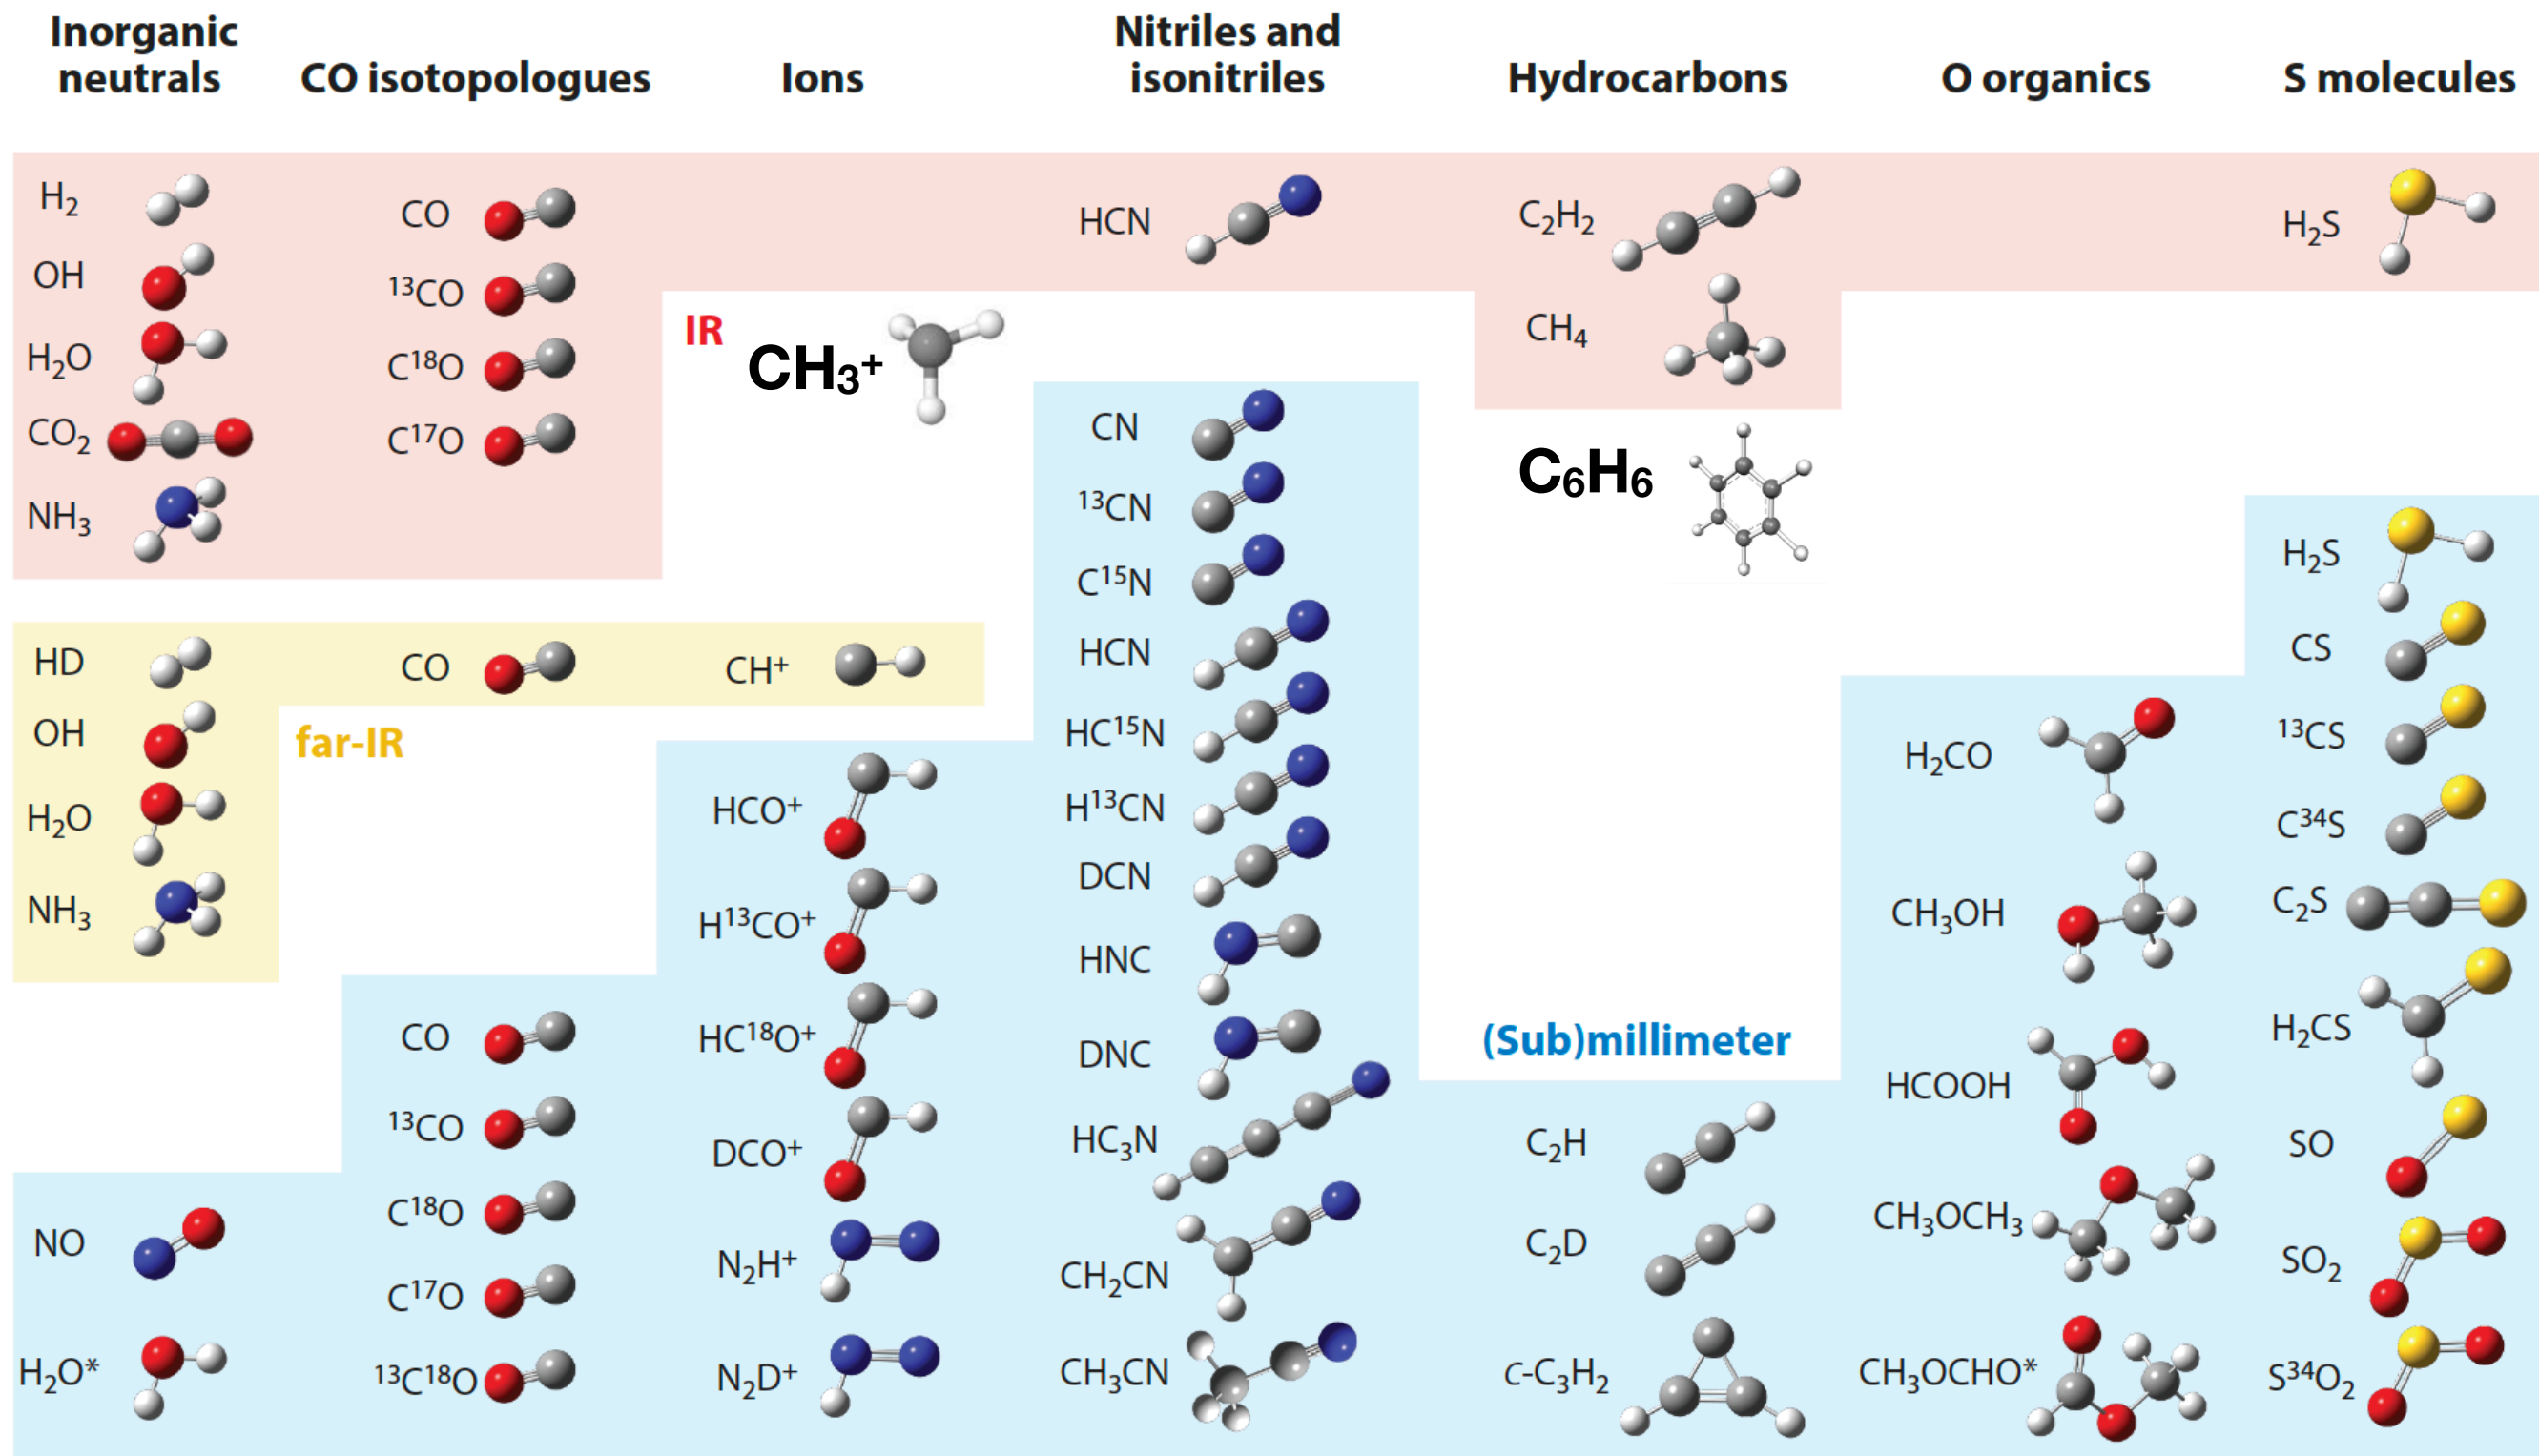 Inorganic
neutrals
CO isotopologues
Ions
Nitriles and
isonitriles
Hydrocarbons
O organics
S molecules
H₂
OH
H₂O
CO₂
NH₃
CO
¹³CO
C¹⁸O
C¹⁷O
IR
CH₃⁺
HCN
C₂H₂
CH₄
C₆H₆
H₂S
HD
OH
H₂O
NH₃
CO
CH⁺
far-IR
NO
H₂O*
CO
¹³CO
C¹⁸O
C¹⁷O
¹³C¹⁸O
HCO⁺
H¹³CO⁺
HC¹⁸O⁺
DCO⁺
N₂H⁺
N₂D⁺
CN
¹³CN
C¹⁵N
HCN
HC¹⁵N
H¹³CN
DCN
HNC
DNC
HC₃N
CH₂CN
CH₃CN
(Sub)millimeter
C₂H
C₂D
c-C₃H₂
H₂CO
CH₃OH
HCOOH
CH₃OCH₃
CH₃OCHO*
H₂S
CS
¹³CS
C³⁴S
C₂S
H₂CS
SO
SO₂
S³⁴O₂